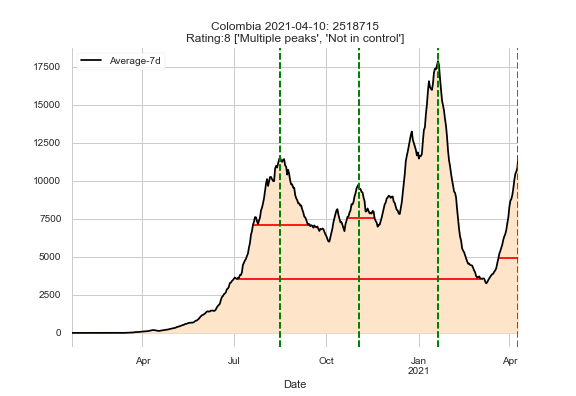 Colombia 2021-04-10: 2518715
Rating:8 ['Multiple peaks', 'Not in control']
Average-7d
17500
15000
12500
10000
7500
5000
2500
0
Apr
Jul
Oct
Jan
2021
Apr
Date